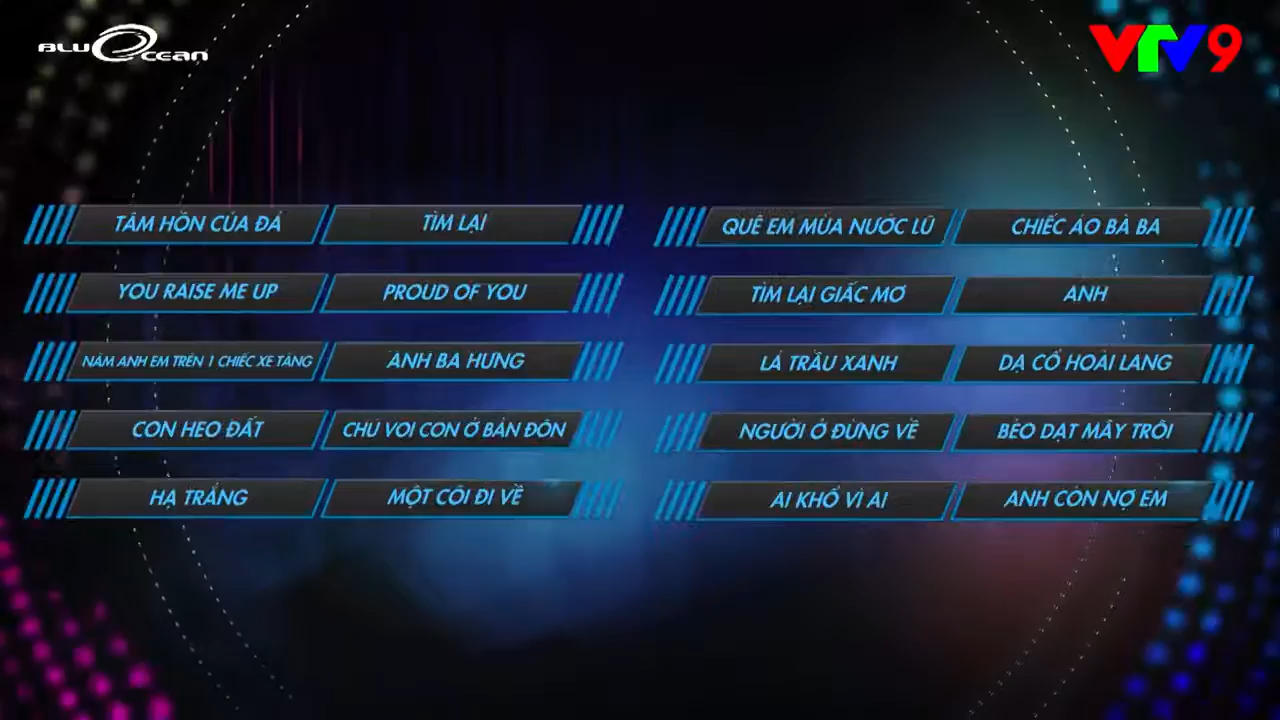 BLUOcean
VTV9
TÂM HỒN CỦA ĐÁ
TÌM LẠI
QUÊ EM MÙA NƯỚC LŨ
CHIẾC ÁO BÀ BA
YOU RAISE ME UP
PROUD OF YOU
TÌM LẠI GIẤC MƠ
ANH
NĂM ANH EM TRÊN 1 CHIẾC XE TĂNG
ANH BA HƯNG
LÁ TRẦU XANH
DẠ CỔ HOÀI LANG
CON HEO ĐẤT
CHÚ VOI CON Ở BẢN ĐÔN
NGƯỜI Ở ĐỪNG VỀ
BÈO DẠT MÂY TRÔI
HẠ TRẮNG
MỘT CÕI ĐI VỀ
AI KHỔ VÌ AI
ANH CÒN NỢ EM